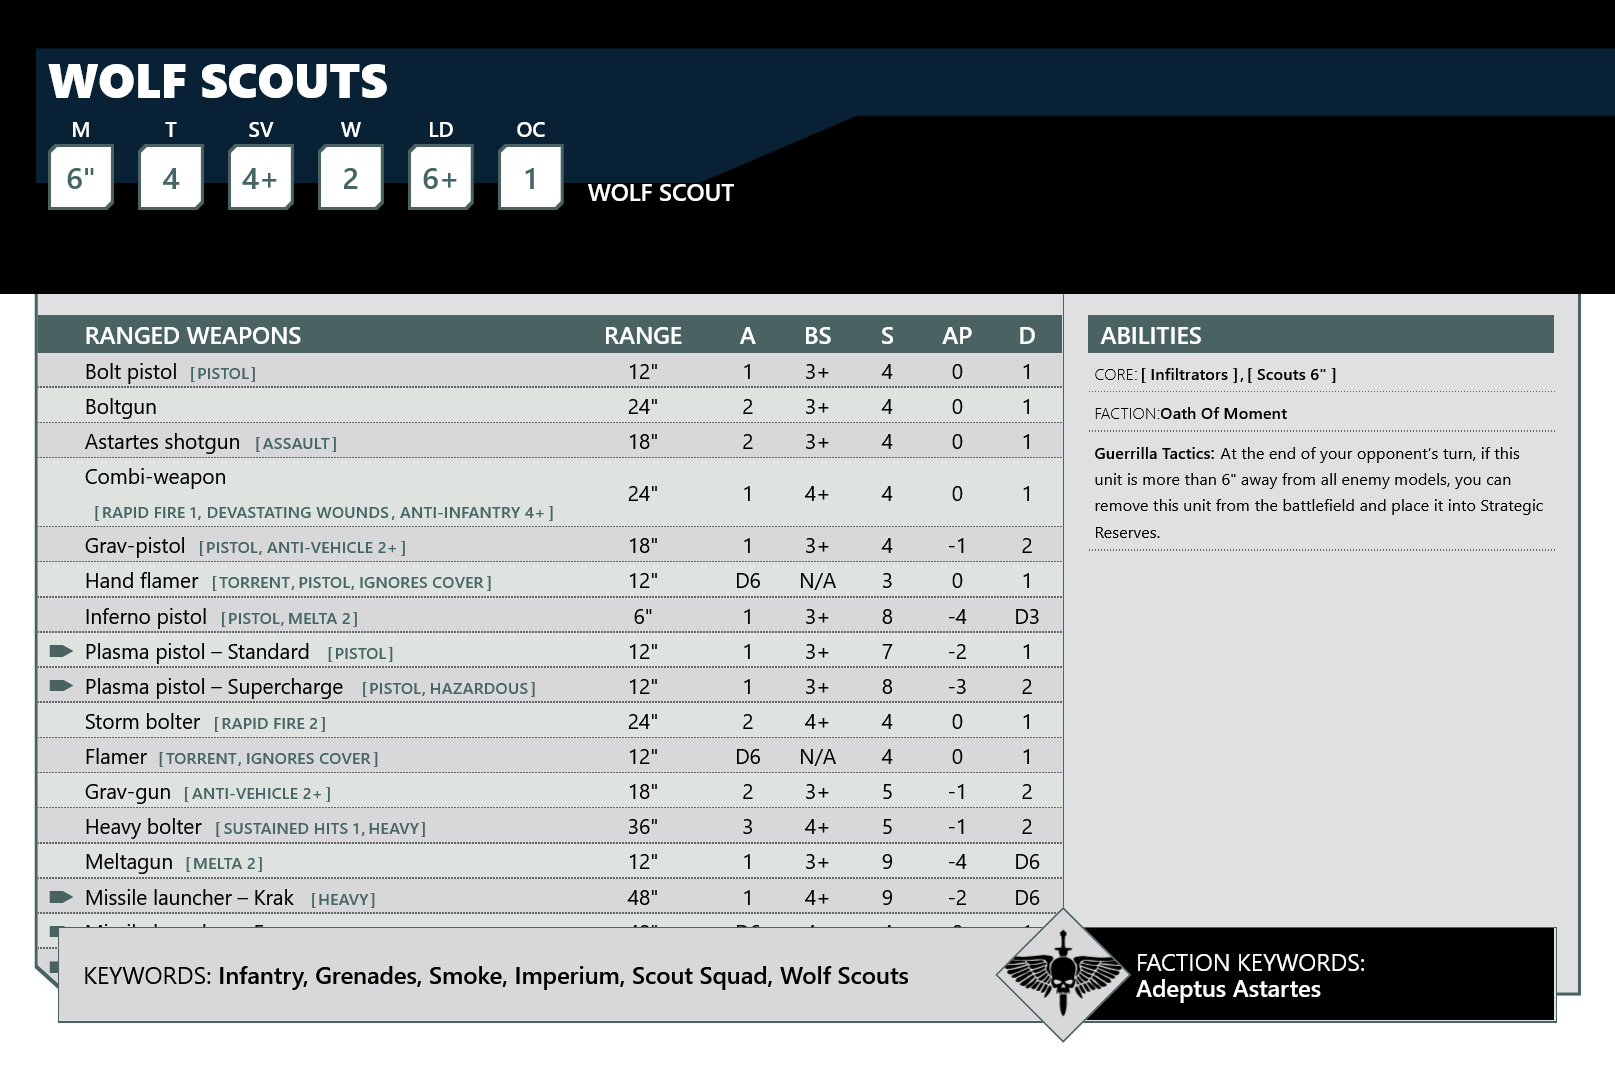 WOLF SCOUTS
M T SV W LD OC
6" 4 4+ 2 6+ 1 WOLF SCOUT
RANGED WEAPONS RANGE A BS S AP D
Bolt pistol [PISTOL] 12" 1 3+ 4 0 1
Boltgun 24" 2 3+ 4 0 1
Astartes shotgun [ASSAULT] 18" 2 3+ 4 0 1
Combi-weapon
[RAPID FIRE 1, DEVASTATING WOUNDS, ANTI-INFANTRY 4+] 24" 1 4+ 4 0 1
Grav-pistol [PISTOL, ANTI-VEHICLE 2+] 18" 1 3+ 4 -1 2
Hand flamer [TORRENT, PISTOL, IGNORES COVER] 12" D6 N/A 3 0 1
Inferno pistol [PISTOL, MELTA 2] 6" 1 3+ 8 -4 D3
Plasma pistol – Standard [PISTOL] 12" 1 3+ 7 -2 1
Plasma pistol – Supercharge [PISTOL, HAZARDOUS] 12" 1 3+ 8 -3 2
Storm bolter [RAPID FIRE 2] 24" 2 4+ 4 0 1
Flamer [TORRENT, IGNORES COVER] 12" D6 N/A 4 0 1
Grav-gun [ANTI-VEHICLE 2+] 18" 2 3+ 5 -1 2
Heavy bolter [SUSTAINED HITS 1, HEAVY] 36" 3 4+ 5 -1 2
Meltagun [MELTA 2] 12" 1 3+ 9 -4 D6
Missile launcher – Krak [HEAVY] 48" 1 4+ 9 -2 D6
ABILITIES
CORE: [ Infiltrators ], [ Scouts 6" ]
FACTION:Oath Of Moment
Guerrilla Tactics: At the end of your opponent's turn, if this
unit is more than 6" away from all enemy models, you can
remove this unit from the battlefield and place it into Strategic
Reserves.
KEYWORDS: Infantry, Grenades, Smoke, Imperium, Scout Squad, Wolf Scouts
FACTION KEYWORDS:
Adeptus Astartes